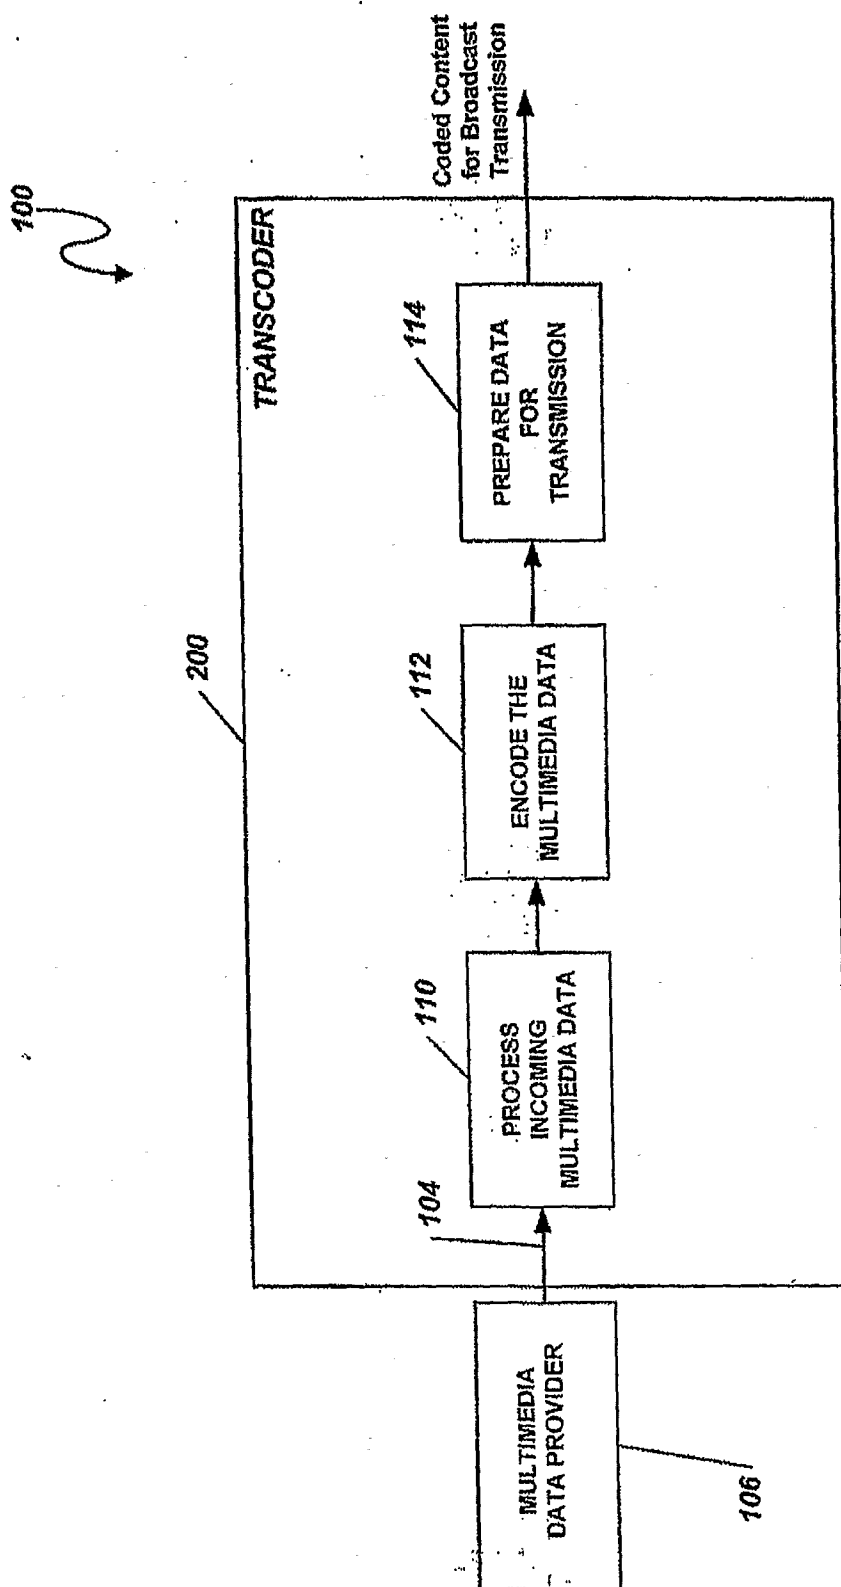 100
200
TRANSCODER
MULTIMEDIA
DATA PROVIDER
106
104
PROCESS
INCOMING
MULTIMEDIA DATA
110
ENCODE THE
MULTIMEDIA DATA
112
PREPARE DATA
FOR
TRANSMISSION
114
Coded Content
for Broadcast
Transmission